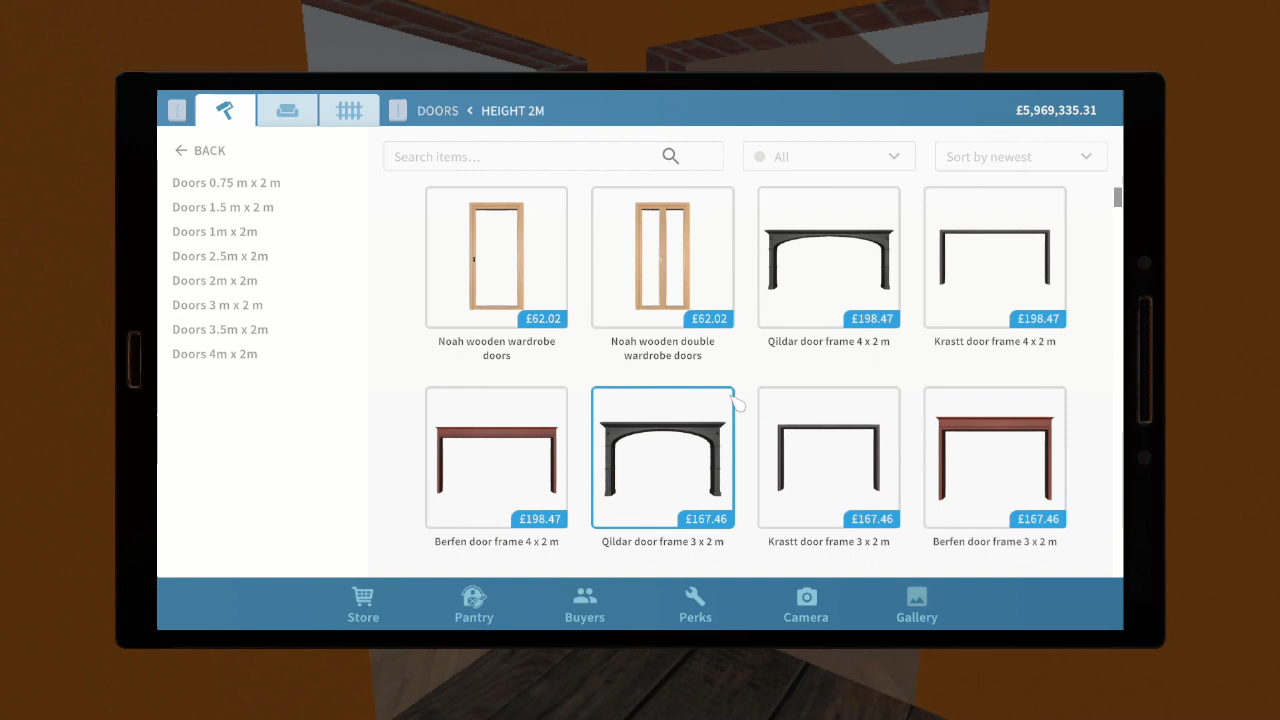 DOORS < HEIGHT 2M
£5,969,335.31
BACK
Search items...
All
Sort by newest
Doors 0.75 m x 2 m
Doors 1.5 m x 2 m
Doors 1m x 2m
Doors 2.5m x 2m
Doors 2m x 2m
Doors 3 m x 2 m
Doors 3.5m x 2m
Doors 4m x 2m
£62.02
£62.02
£198.47
£198.47
Noah wooden wardrobe
doors
Noah wooden double
wardrobe doors
Qildar door frame 4 x 2 m
Krastt door frame 4 x 2 m
£198.47
£167.46
£167.46
£167.46
Berfen door frame 4 x 2 m
Qildar door frame 3 x 2 m
Krastt door frame 3 x 2 m
Berfen door frame 3 x 2 m
Store
Pantry
Buyers
Perks
Camera
Gallery